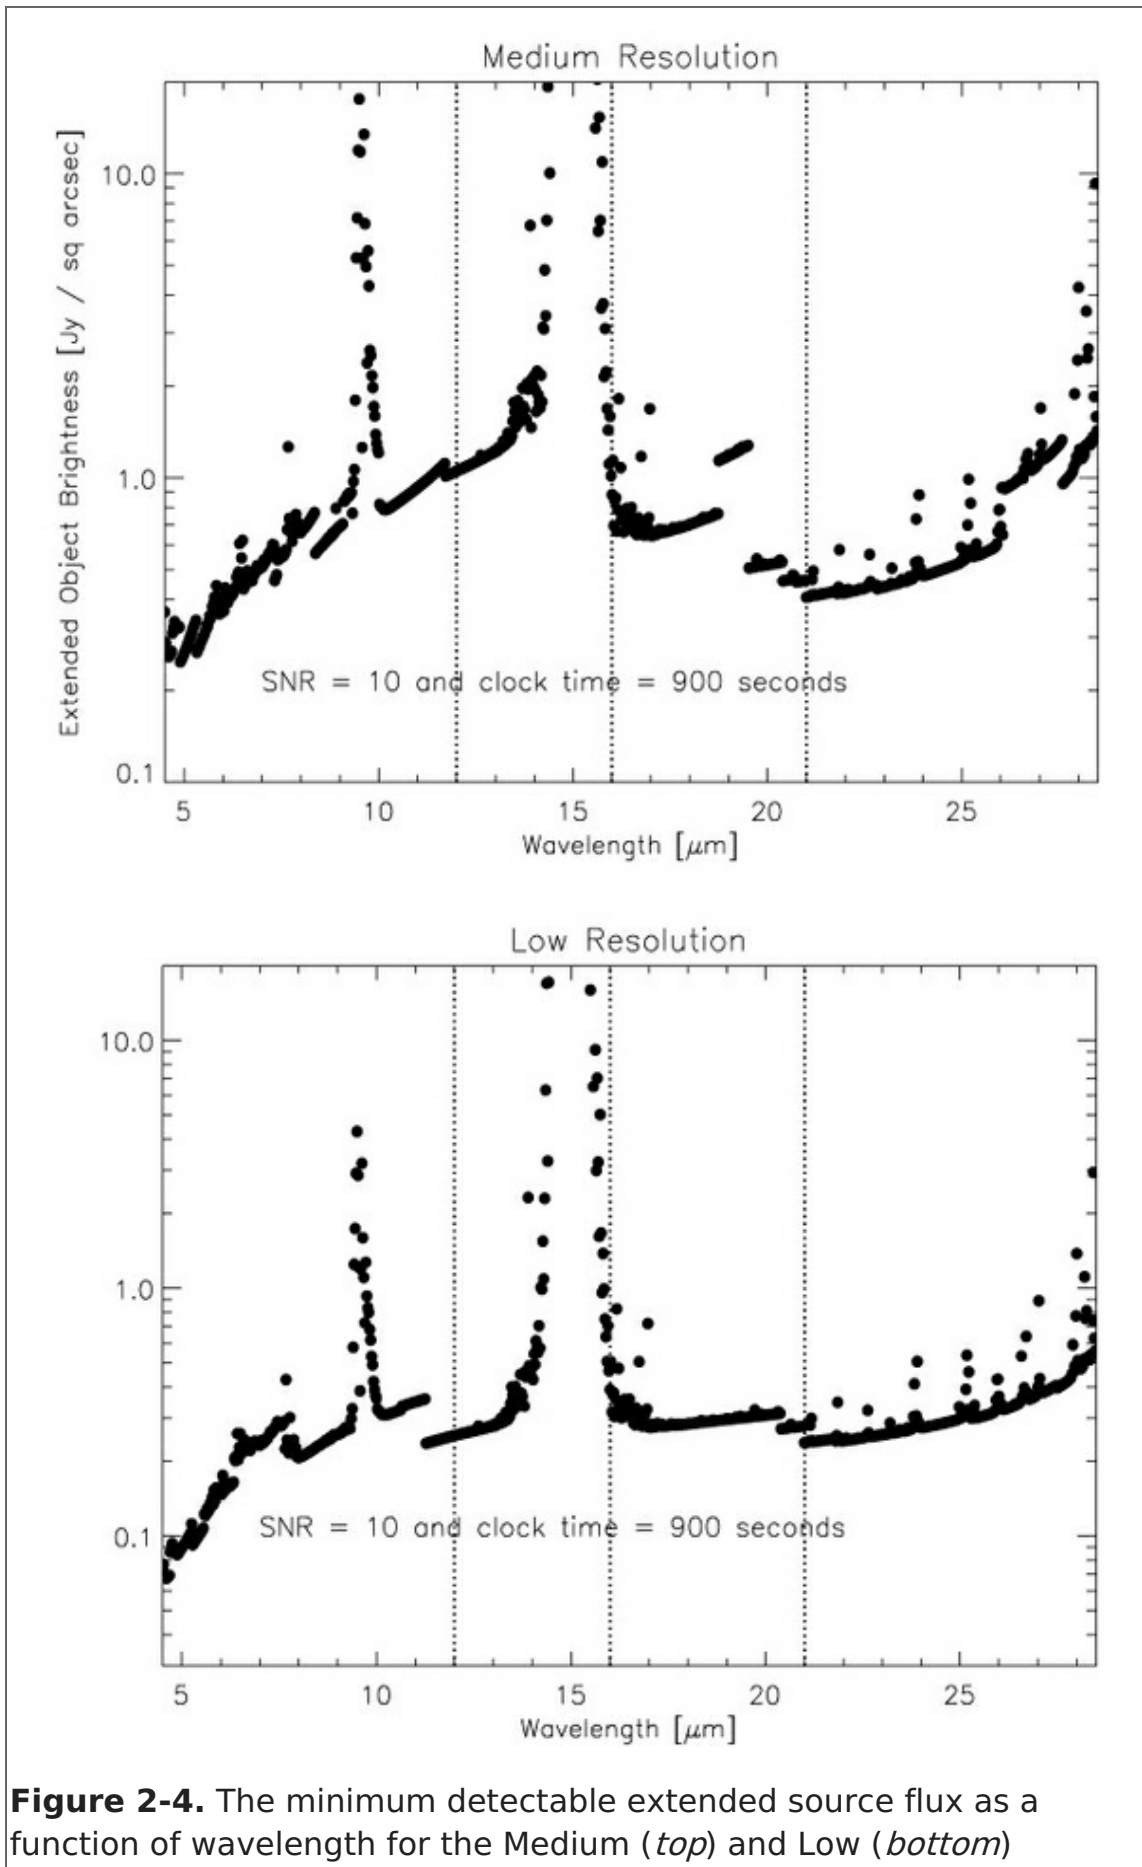 Medium Resolution
Extended Object Brightness [Jy / sq arcsec]
10.0
1.0
0.1
SNR = 10 and clock time = 900 seconds
5 10 15 20 25
Wavelength [μm]
Low Resolution
10.0
1.0
0.1
SNR = 10 and clock time = 900 seconds
5 10 15 20 25
Wavelength [μm]
Figure 2-4. The minimum detectable extended source flux as a
function of wavelength for the Medium (top) and Low (bottom)